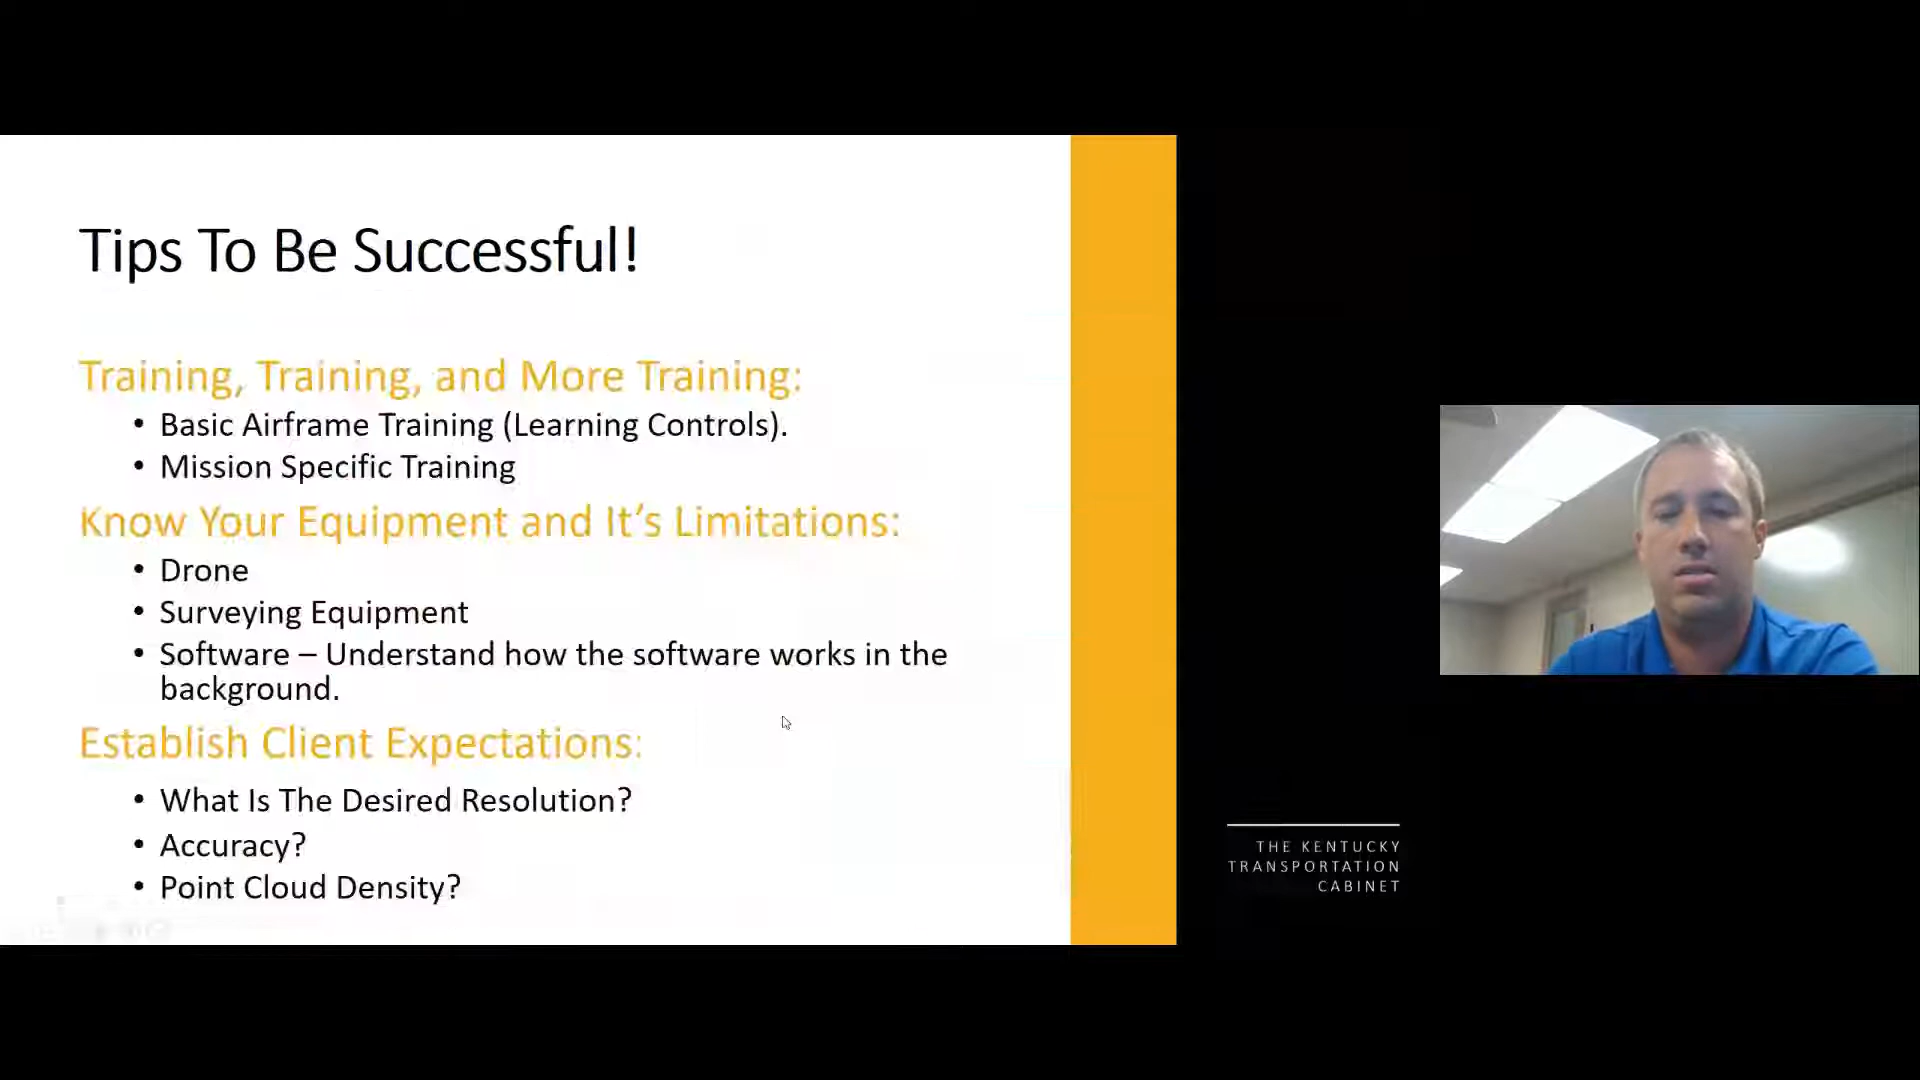 Tips To Be Successful!
Training, Training, and More Training:
• Basic Airframe Training (Learning Controls).
• Mission Specific Training
Know Your Equipment and It’s Limitations:
• Drone
• Surveying Equipment
• Software – Understand how the software works in the
background.
Establish Client Expectations:
• What Is The Desired Resolution?
• Accuracy?
• Point Cloud Density?
THE KENTUCKY
TRANSPORTATION
CABINET